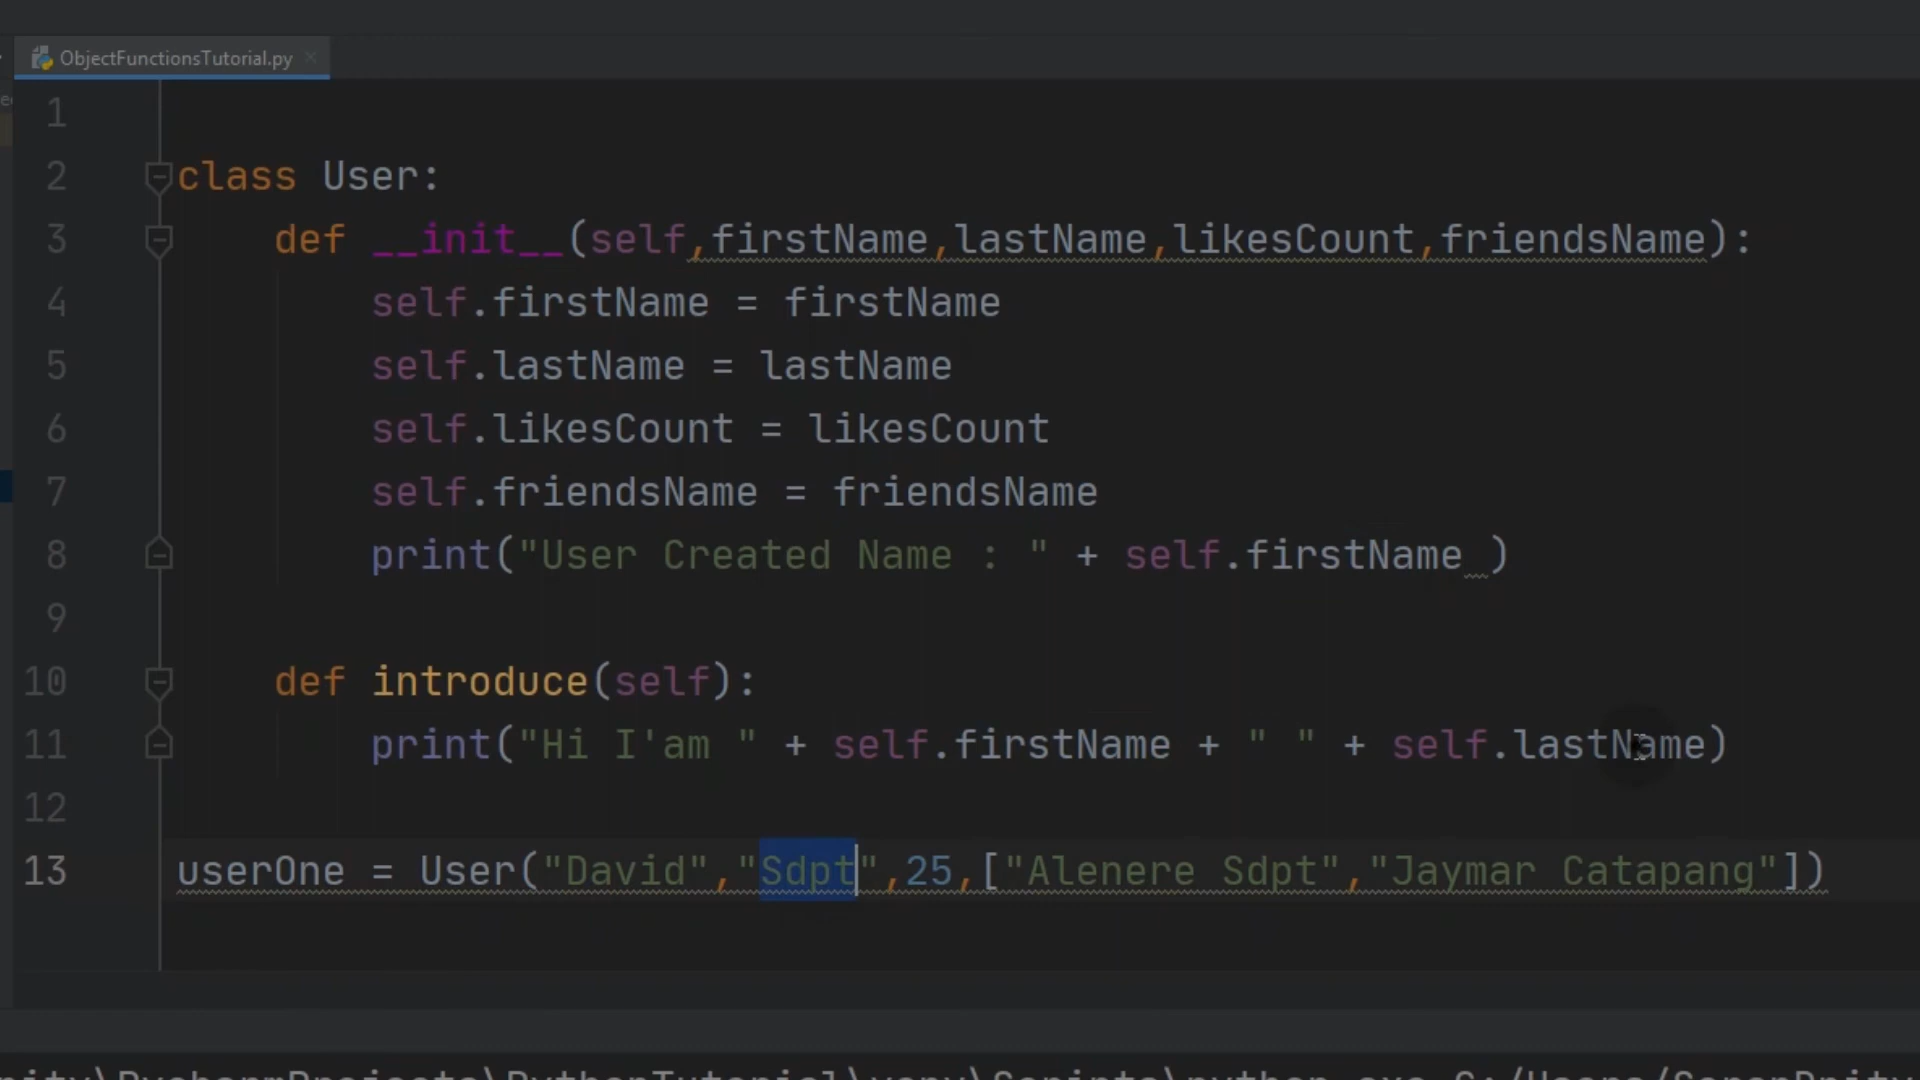 ObjectFunctionsTutorial.py
1
2 class User:
3 def __init__(self,firstName,lastName,likesCount,friendsName):
4 self.firstName = firstName
5 self.lastName = lastName
6 self.likesCount = likesCount
7 self.friendsName = friendsName
8 print("User Created Name : " + self.firstName )
9
10 def introduce(self):
11 print("Hi I'am " + self.firstName + " " + self.lastName)
12
13 userOne = User("David","Sdpt",25,["Alenere Sdpt","Jaymar Catapang"])